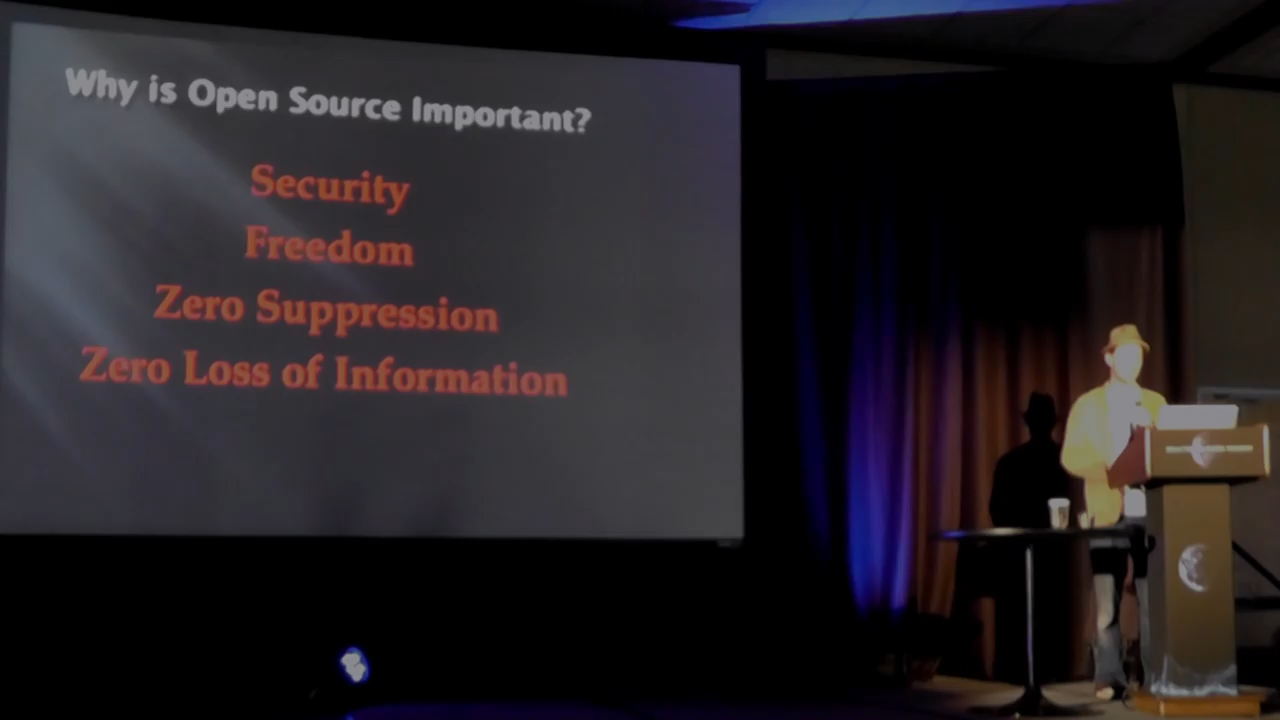 Why is Open Source Important?
Security
Freedom
Zero Suppression
Zero Loss of Information